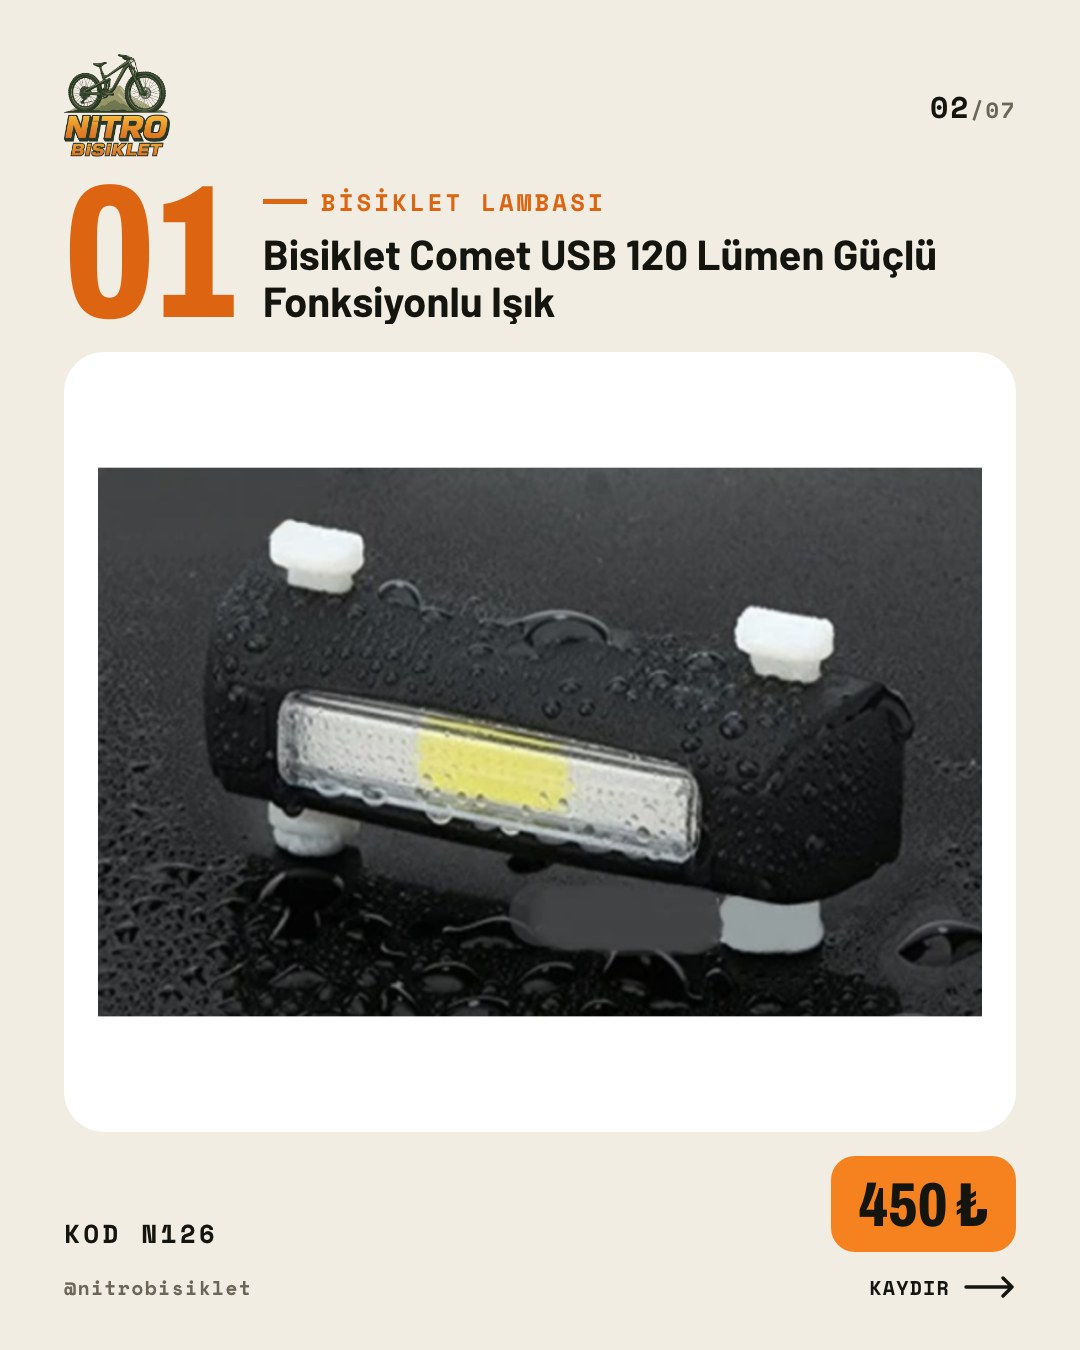 NiTRO
BISIKLET
02/07
01
BİSİKLET LAMBASI
Bisiklet Comet USB 120 Lümen Güçlü
Fonksiyonlu Işık
450 ₺
KOD N126
@nitrobisiklet
KAYDIR →